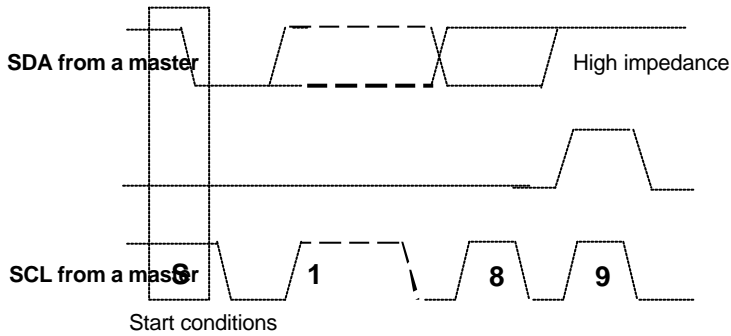 SDA from a master
High impedance
SCL from a master
S
1
8
9
Start conditions